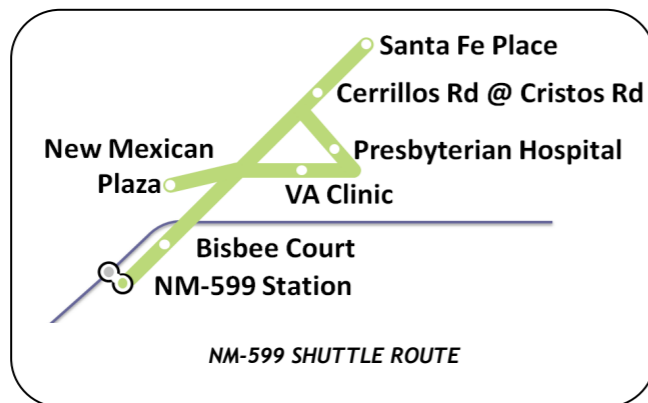 Santa Fe Place
Cerrillos Rd @ Cristos Rd
New Mexican
Plaza
Presbyterian Hospital
VA Clinic
Bisbee Court
NM-599 Station
NM-599 SHUTTLE ROUTE